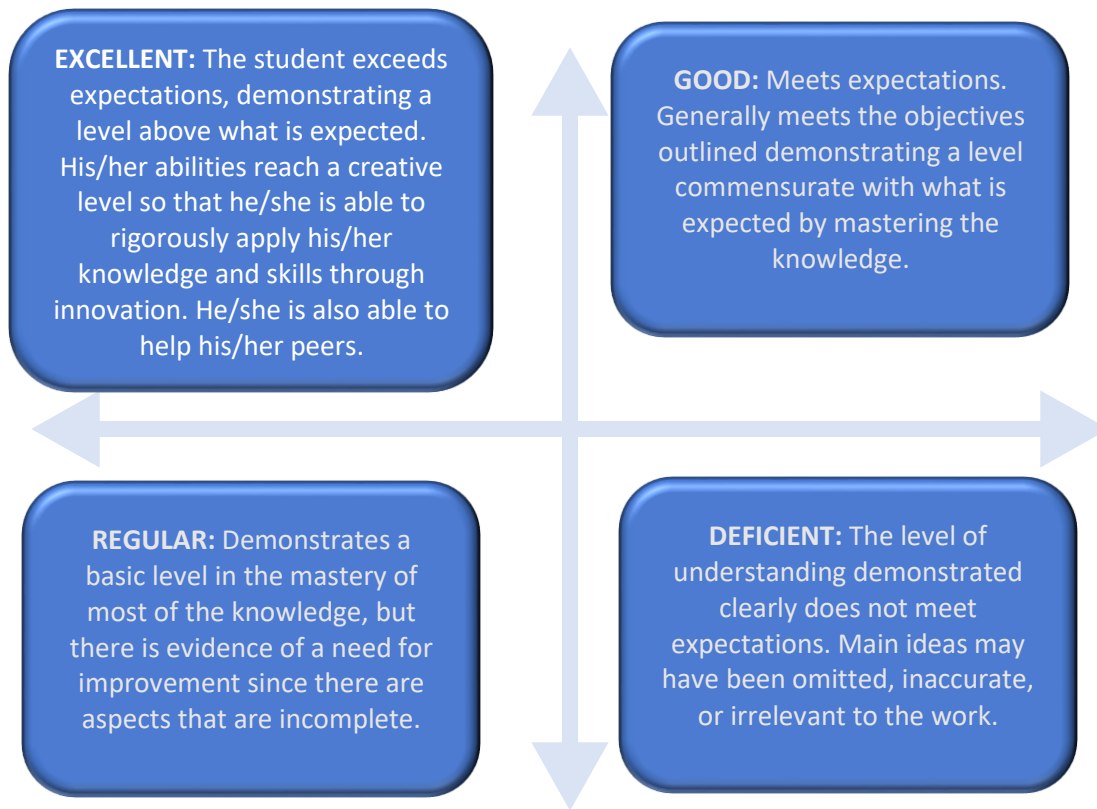 EXCELLENT: The student exceeds
expectations, demonstrating a
level above what is expected.
His/her abilities reach a creative
level so that he/she is able to
rigorously apply his/her
knowledge and skills through
innovation. He/she is also able to
help his/her peers.
GOOD: Meets expectations.
Generally meets the objectives
outlined demonstrating a level
commensurate with what is
expected by mastering the
knowledge.
REGULAR: Demonstrates a
basic level in the mastery of
most of the knowledge, but
there is evidence of a need for
improvement since there are
aspects that are incomplete.
DEFICIENT: The level of
understanding demonstrated
clearly does not meet
expectations. Main ideas may
have been omitted, inaccurate,
or irrelevant to the work.